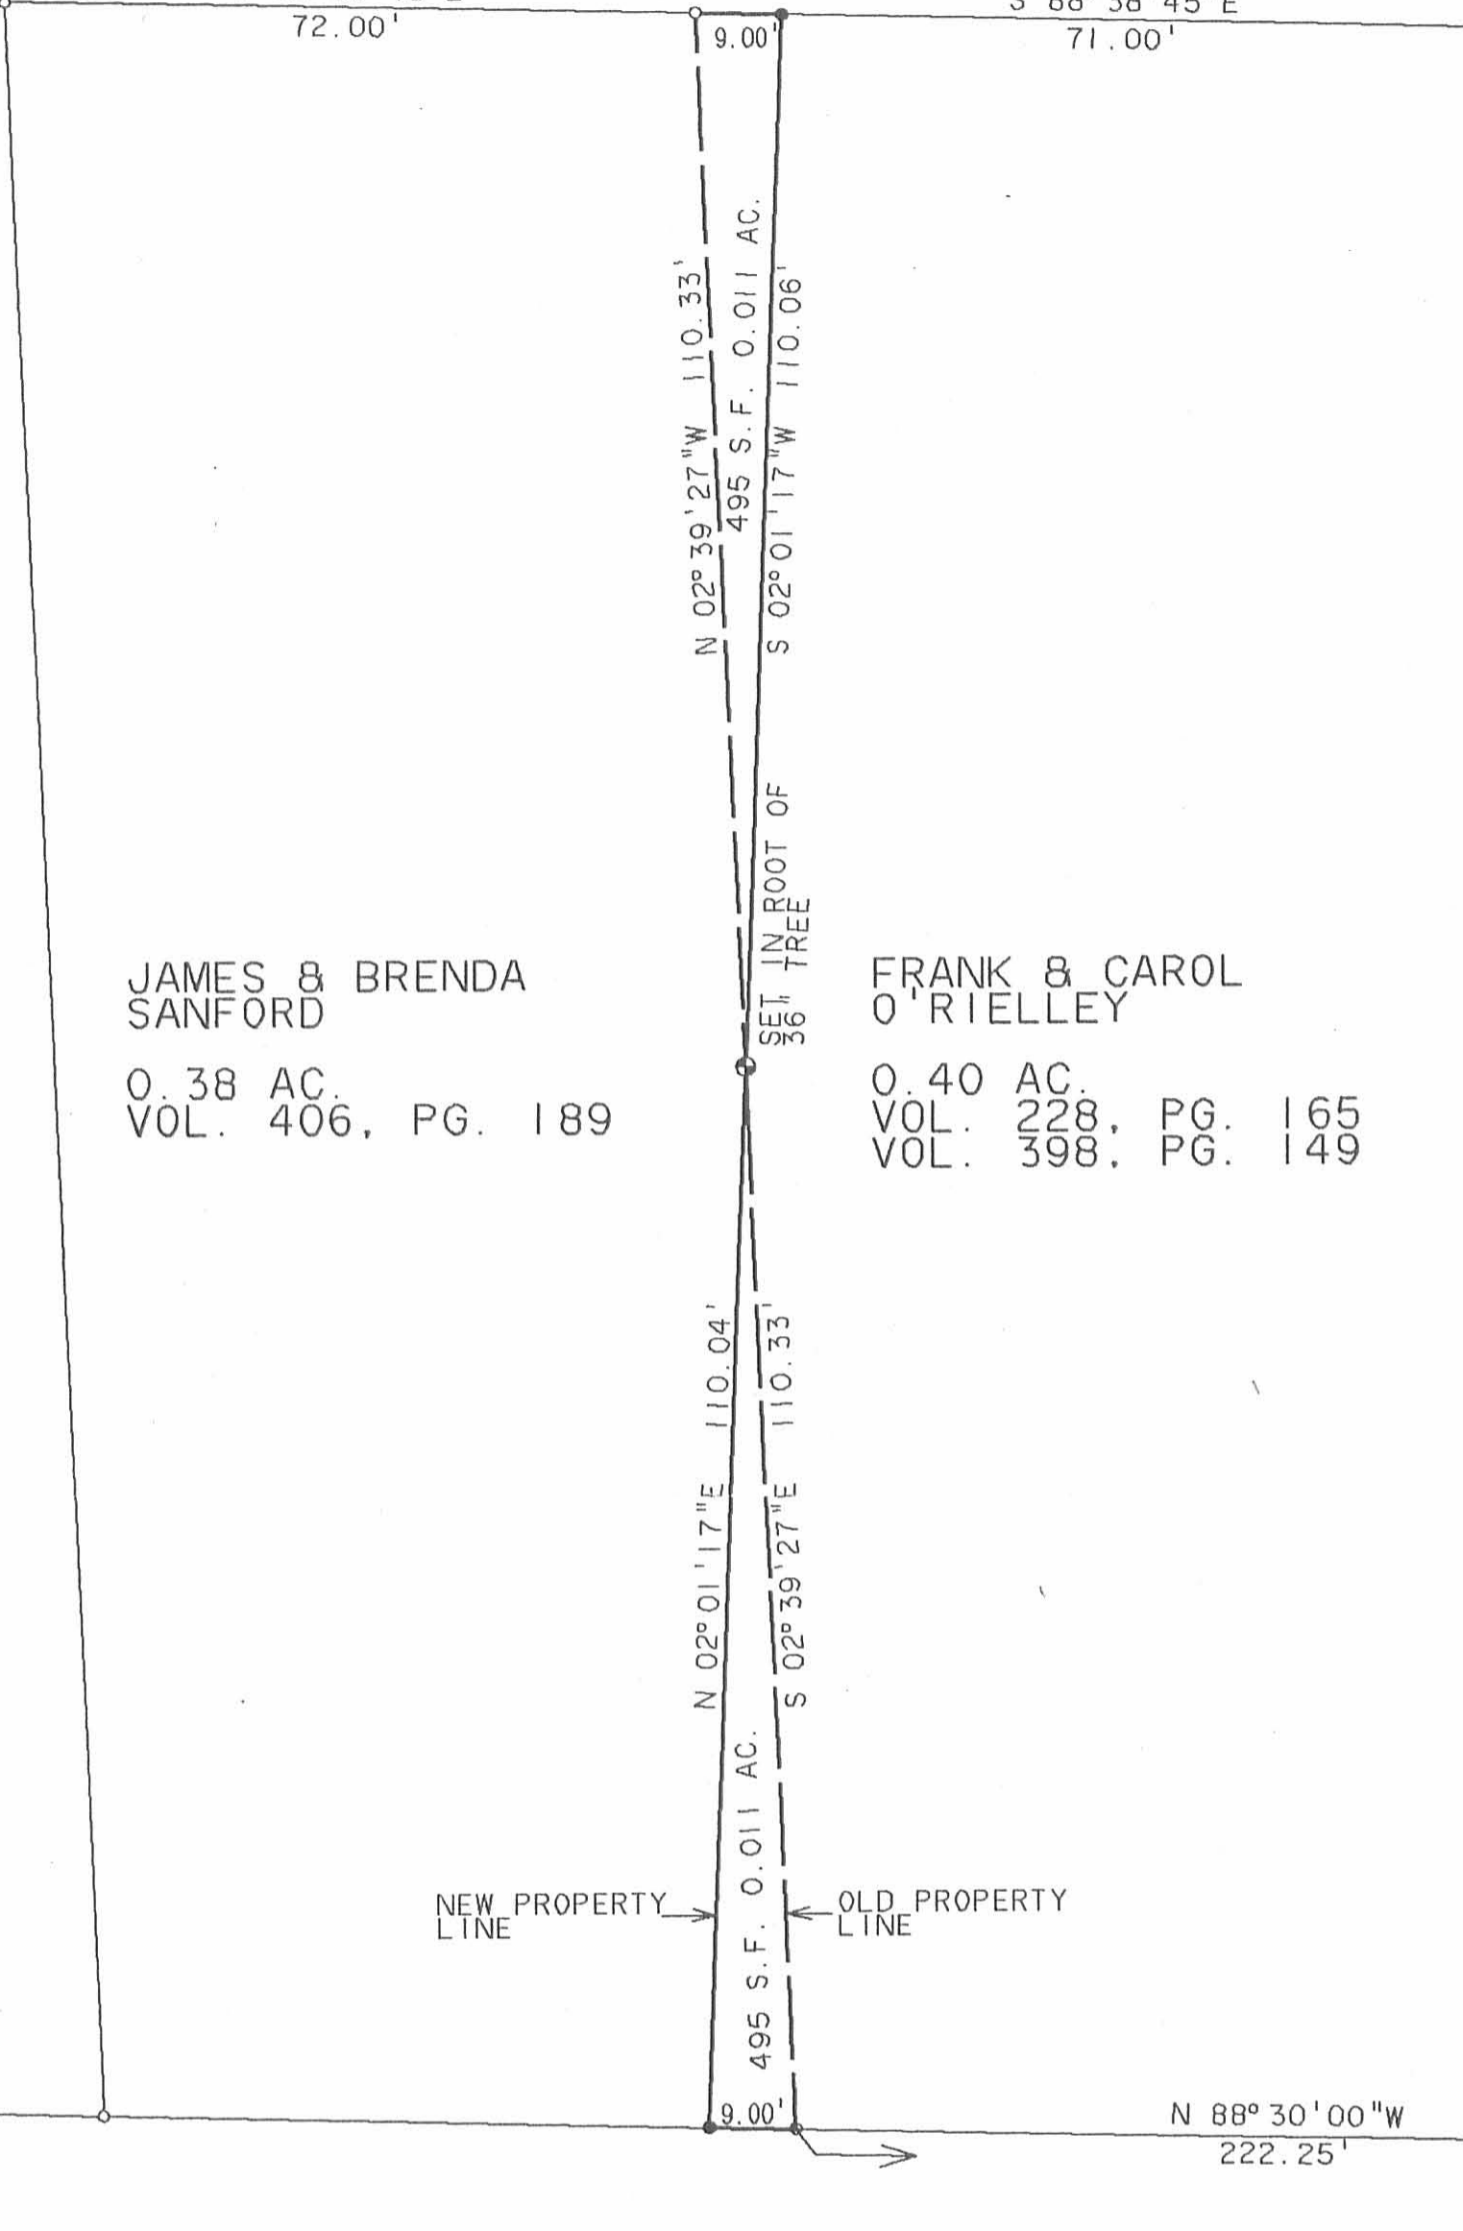 72.00'
9.00'
S 88° 38' 45" E
71.00'
N 02° 39' 27"W 110.33'
495 S.F. 0.011 AC.
S 02° 01' 17"W 110.06'
SET IN ROOT OF
36" TREE
JAMES & BRENDA
SANFORD
0.38 AC.
VOL. 406, PG. 189
FRANK & CAROL
O'RIELLEY
0.40 AC.
VOL. 228, PG. 165
VOL. 398, PG. 149
N 02° 01' 17"E 110.04'
S 02° 39' 27"E 110.33'
495 S.F. 0.011 AC.
NEW PROPERTY
LINE
OLD PROPERTY
LINE
9.00'
N 88° 30' 00"W
222.25'